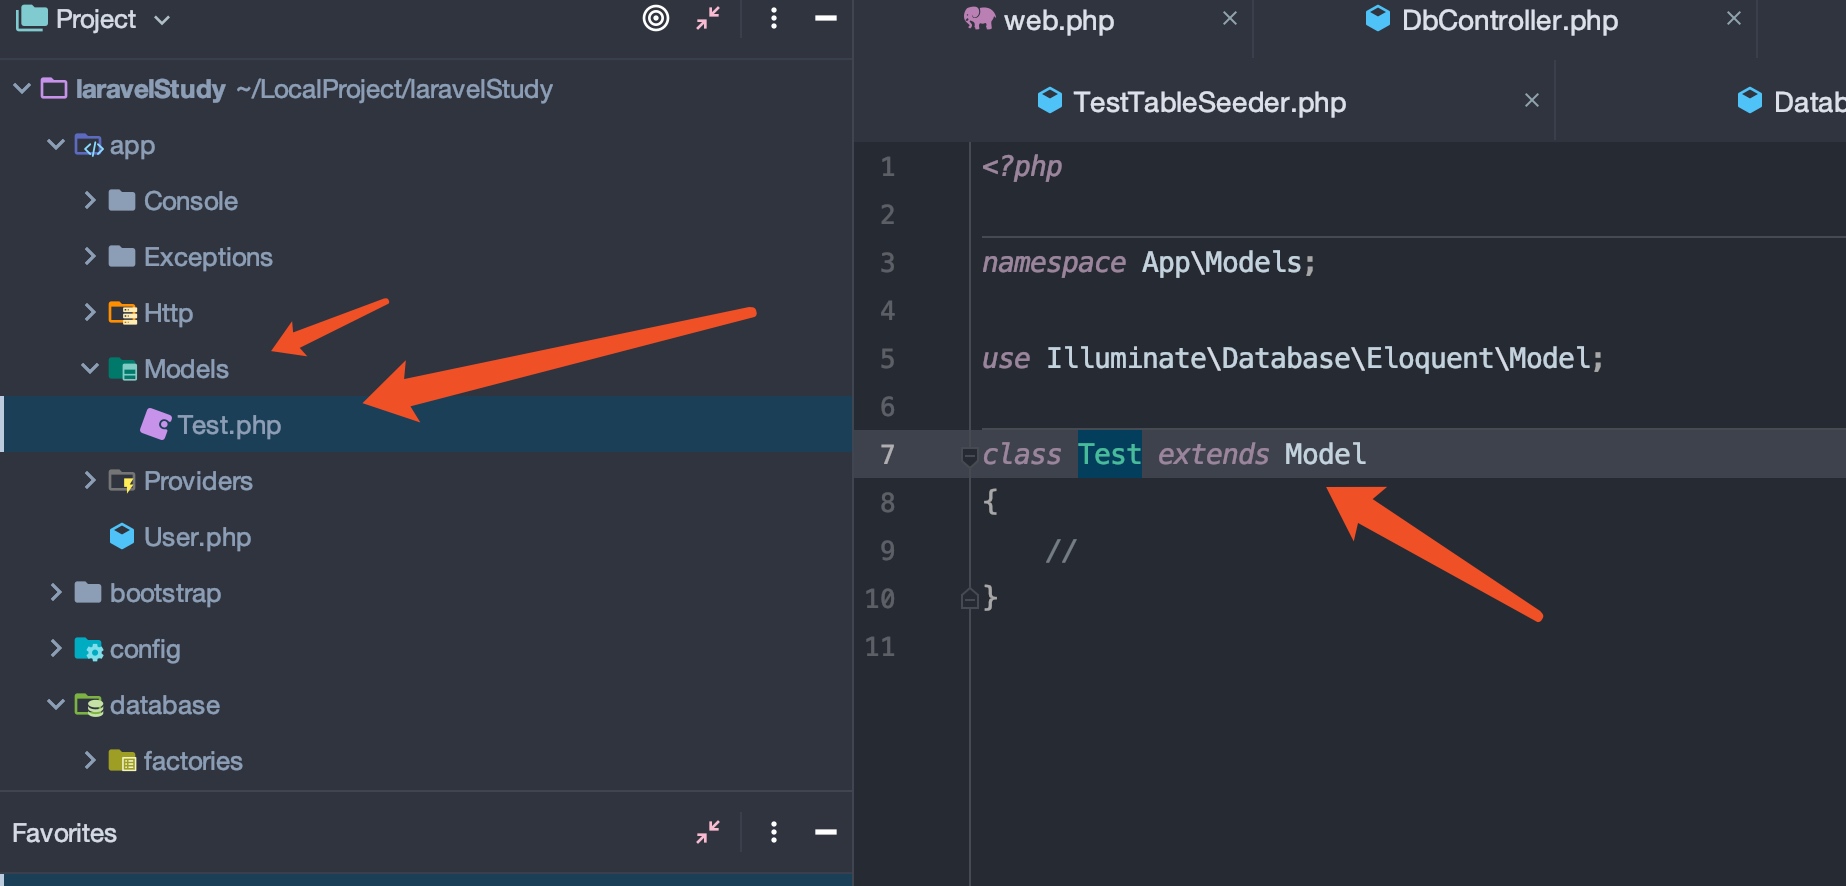 Project
laravelStudy ~/LocalProject/laravelStudy
app
Console
Exceptions
Http
Models
Test.php
Providers
User.php
bootstrap
config
database
factories
Favorites
web.php
DbController.php
TestTableSeeder.php
Datab
1 <?php
2
3 namespace App\Models;
4
5 use Illuminate\Database\Eloquent\Model;
6
7 class Test extends Model
8 {
9 //
10 }
11